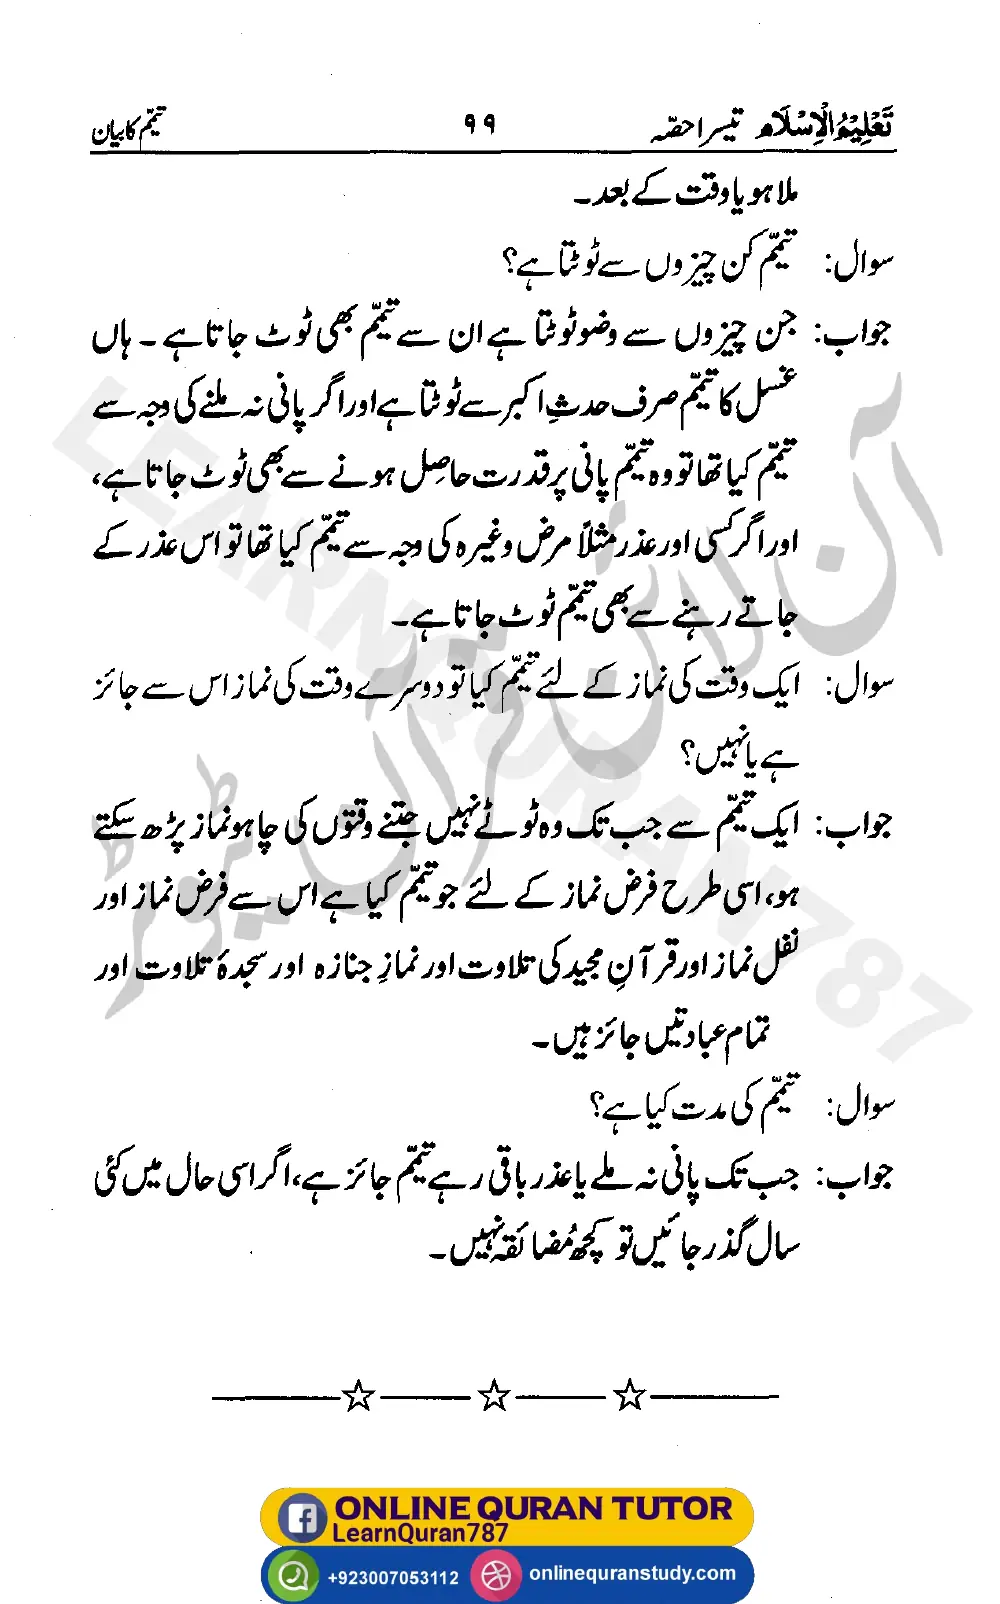 تَعْلِیْمُ الْاِسْلَام تیسرا حصّہ ۹۹ تیمّم کا بیان
ملا ہو یا وقت کے بعد۔
سوال: تیمّم کن چیزوں سے ٹوٹتا ہے؟
جواب: جن چیزوں سے وضو ٹوٹتا ہے ان سے تیمّم بھی ٹوٹ جاتا ہے۔ ہاں
غسل کا تیمّم صرف حدثِ اکبر سے ٹوٹتا ہے اور اگر پانی نہ ملنے کی وجہ سے
تیمّم کیا تھا تو وہ تیمّم پانی پر قدرت حاصِل ہونے سے بھی ٹوٹ جاتا ہے،
اور اگر کسی اور عذر مثلاً مرض وغیرہ کی وجہ سے تیمّم کیا تھا تو اس عذر کے
جاتے رہنے سے بھی تیمّم ٹوٹ جاتا ہے۔
سوال: ایک وقت کی نماز کے لئے تیمّم کیا تو دوسرے وقت کی نماز اس سے جائز
ہے یا نہیں؟
جواب: ایک تیمّم سے جب تک وہ ٹوٹے نہیں جتنے وقتوں کی چاہو نماز پڑھ سکتے
ہو، اسی طرح فرض نماز کے لئے جو تیمّم کیا ہے اس سے فرض نماز اور
نفل نماز اور قرآنِ مجید کی تلاوت اور نمازِ جنازہ اور سجدۂ تلاوت اور
تمام عبادتیں جائز ہیں۔
سوال: تیمّم کی مدت کیا ہے؟
جواب: جب تک پانی نہ ملے یا عذر باقی رہے تیمّم جائز ہے، اگر اسی حال میں کئی
سال گذر جائیں تو کچھ مُضائقہ نہیں۔
آن لائن قرآن ٹیوٹر
LEARNQURAN787
ONLINE QURAN TUTOR
LearnQuran787
+923007053112 onlinequranstudy.com